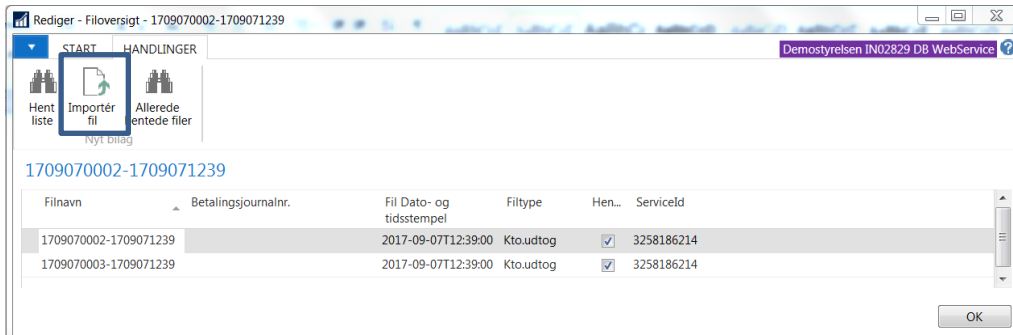 Rediger - Filoversigt - 1709070002-1709071239
START HANDLINGER
Demostyrelsen IN02829 DB WebService
Hent liste
Importér fil
Allerede hentede filer
Nyt bilag
1709070002-1709071239
Filnavn Betalingsjournalnr. Fil Dato- og tidsstempel Filtype Hen... ServiceId
1709070002-1709071239 2017-09-07T12:39:00 Kto.udtog 3258186214
1709070003-1709071239 2017-09-07T12:39:00 Kto.udtog 3258186214
OK